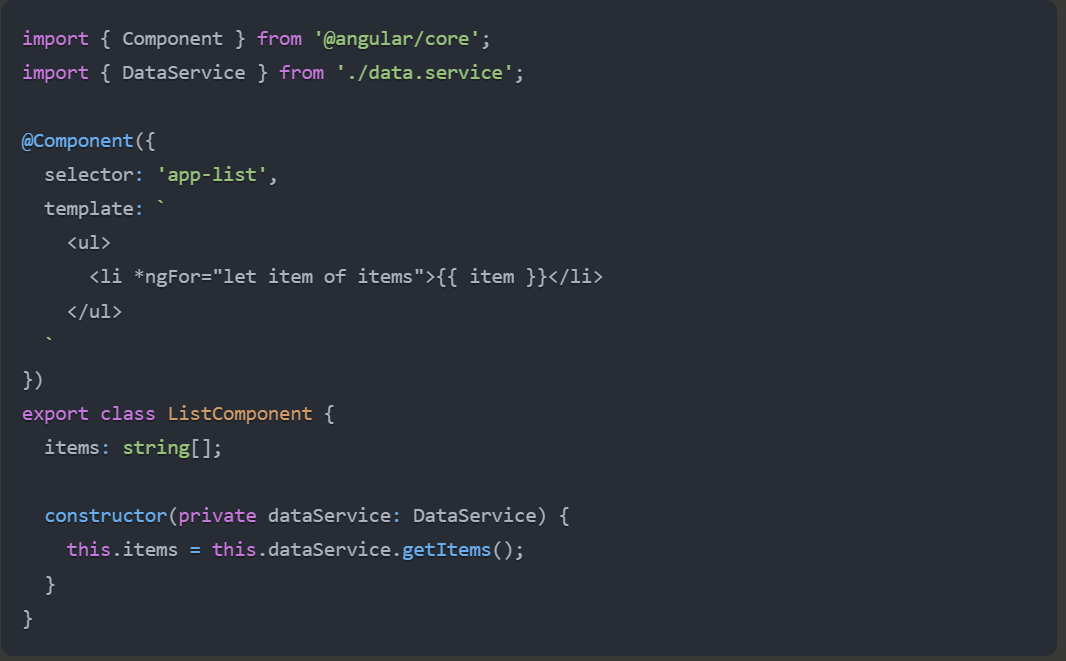 import { Component } from '@angular/core';
import { DataService } from './data.service';

@Component({
  selector: 'app-list',
  template: `
    <ul>
      <li *ngFor="let item of items">{{ item }}</li>
    </ul>
  `
})
export class ListComponent {
  items: string[];

  constructor(private dataService: DataService) {
    this.items = this.dataService.getItems();
  }
}